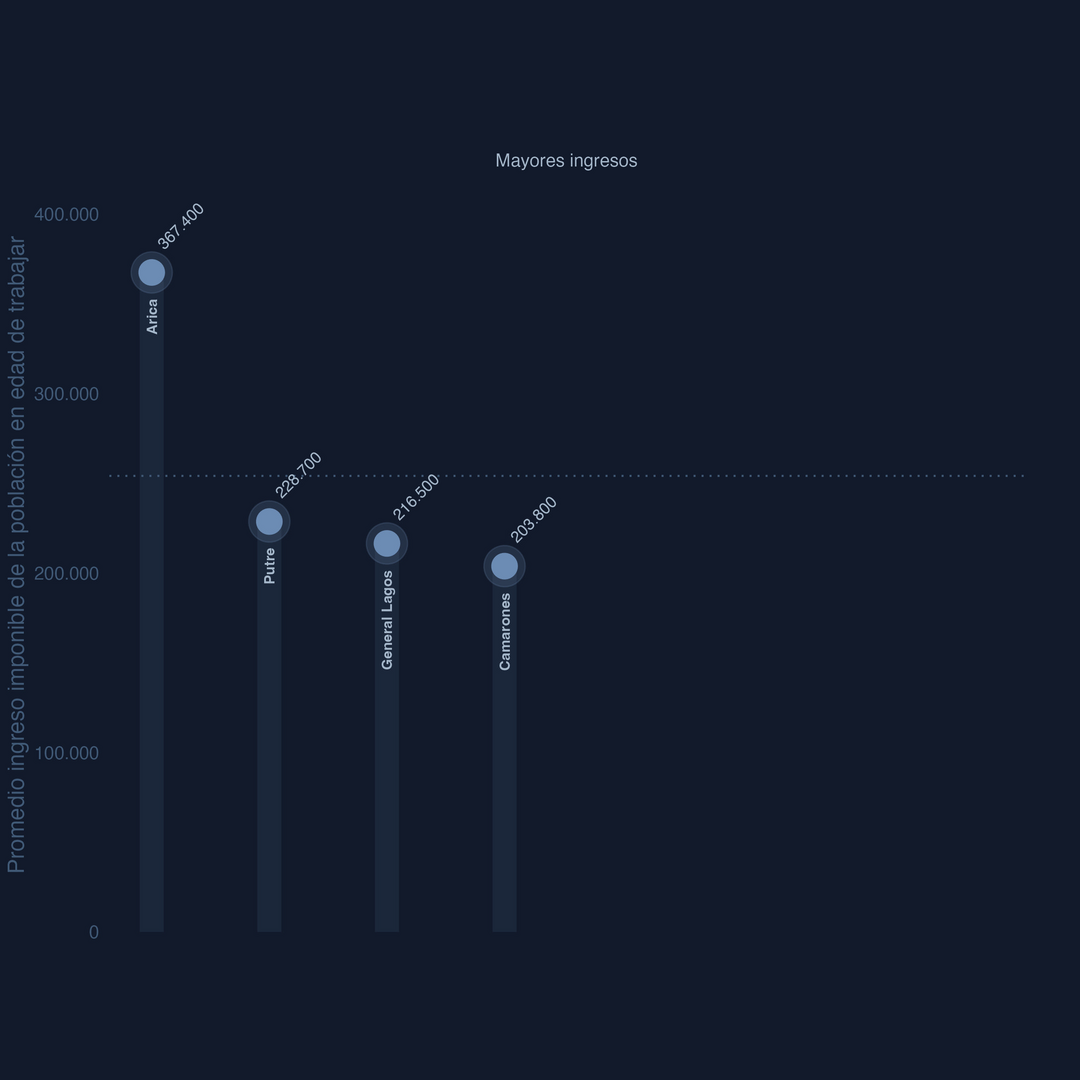 Mayores ingresos
Promedio ingreso imponible de la población en edad de trabajar
400.000
300.000
200.000
100.000
0
367.400
Arica
228.700
Putre
216.500
General Lagos
203.800
Camarones